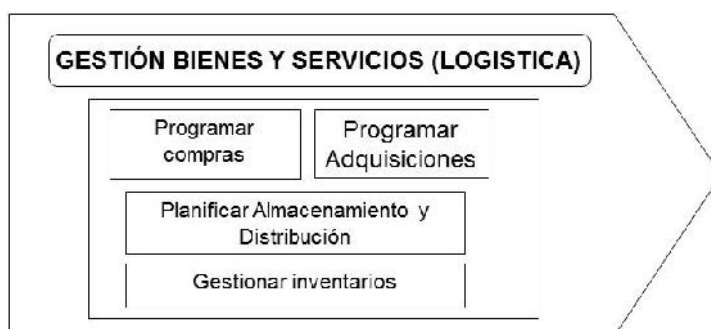 GESTIÓN BIENES Y SERVICIOS (LOGISTICA)
Programar
compras
Programar
Adquisiciones
Planificar Almacenamiento y
Distribución
Gestionar inventarios